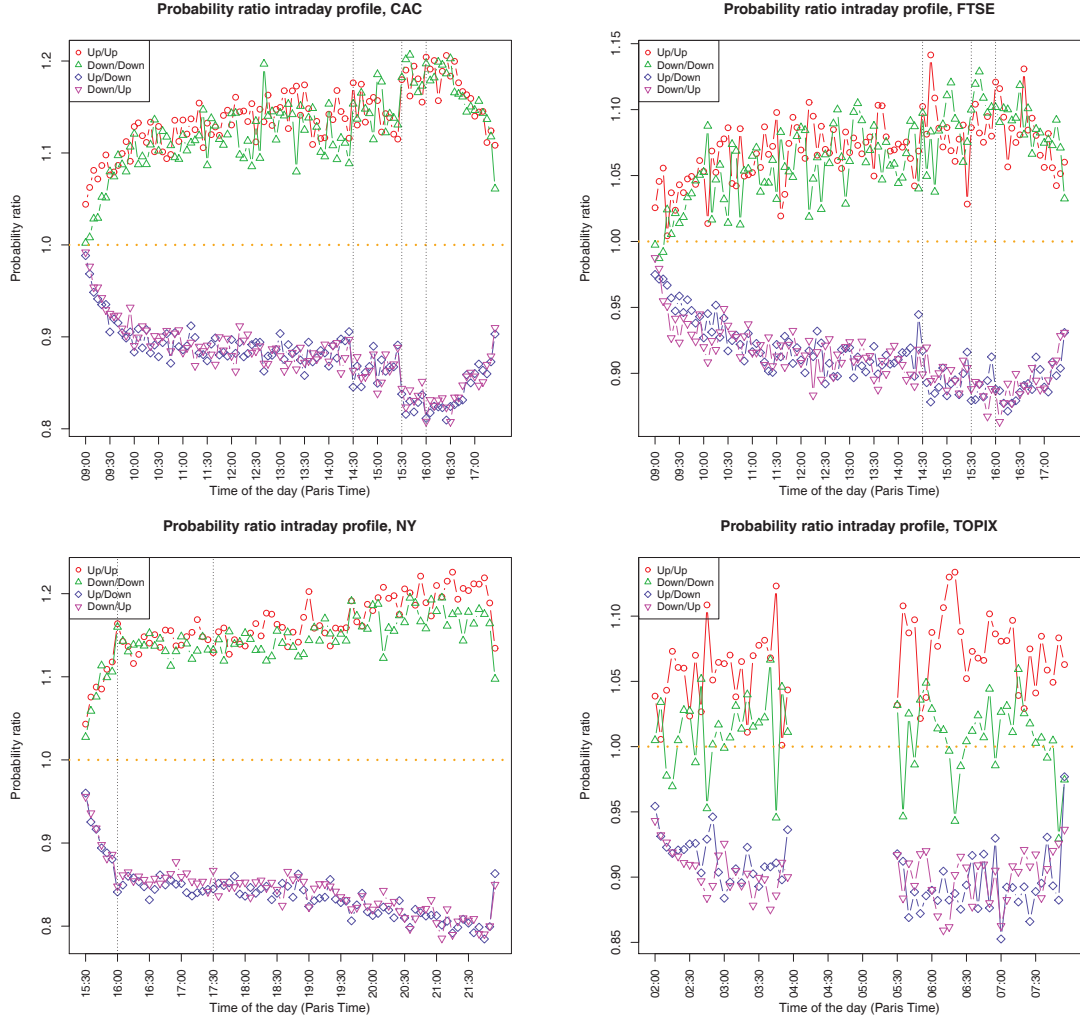 Probability ratio intraday profile, CAC
Up/Up
Down/Down
Up/Down
Down/Up
Probability ratio
0.8
0.9
1.0
1.1
1.2
09:00
09:30
10:00
10:30
11:00
11:30
12:00
12:30
13:00
13:30
14:00
14:30
15:00
15:30
16:00
16:30
17:00
Time of the day (Paris Time)
Probability ratio intraday profile, FTSE
Up/Up
Down/Down
Up/Down
Down/Up
Probability ratio
0.90
0.95
1.00
1.05
1.10
1.15
09:00
09:30
10:00
10:30
11:00
11:30
12:00
12:30
13:00
13:30
14:00
14:30
15:00
15:30
16:00
16:30
17:00
Time of the day (Paris Time)
Probability ratio intraday profile, NY
Up/Up
Down/Down
Up/Down
Down/Up
Probability ratio
0.8
0.9
1.0
1.1
1.2
15:30
16:00
16:30
17:00
17:30
18:00
18:30
19:00
19:30
20:00
20:30
21:00
21:30
Time of the day (Paris Time)
Probability ratio intraday profile, TOPIX
Up/Up
Down/Down
Up/Down
Down/Up
Probability ratio
0.85
0.90
0.95
1.00
1.05
1.10
02:00
02:30
03:00
03:30
04:00
04:30
05:00
05:30
06:00
06:30
07:00
07:30
Time of the day (Paris Time)